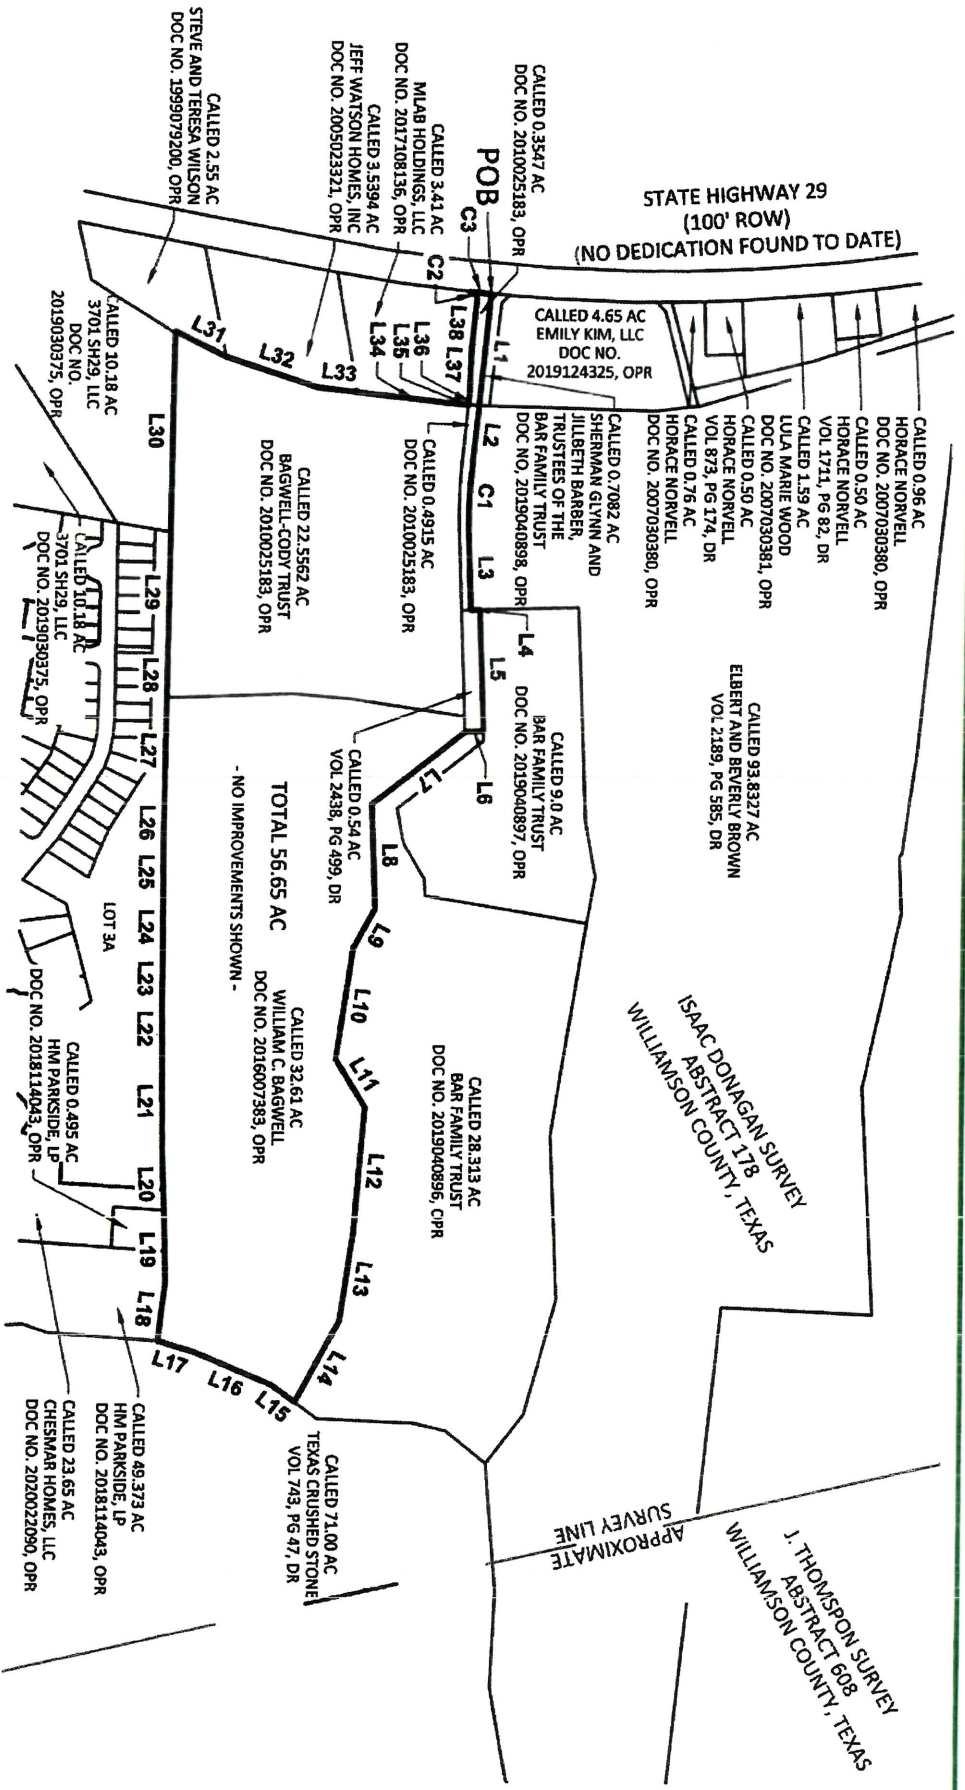 STATE HIGHWAY 29
(100' ROW)
(NO DEDICATION FOUND TO DATE)
CALLED 0.96 AC
HORACE NORVELL
DOC NO. 2007030380, OPR
CALLED 0.50 AC
HORACE NORVELL
VOL 1711, PG 82, DR
CALLED 1.59 AC
LULA MARIE WOOD
DOC NO. 2007030381, OPR
CALLED 0.50 AC
HORACE NORVELL
VOL 873, PG 174, DR
CALLED 0.76 AC
HORACE NORVELL
DOC NO. 2007030380, OPR
CALLED 4.65 AC
EMILY KIM, LLC
DOC NO.
2019124325, OPR
CALLED 0.7082 AC
SHERMAN GLYNN AND
JILLBETH BARBER,
TRUSTEES OF THE
BAR FAMILY TRUST
DOC NO, 2019040898, OPR
CALLED 0.3547 AC
DOC NO. 2010025183, OPR
POB
C3
C2
CALLED 3.41 AC
MLAB HOLDINGS, LLC
DOC NO. 2017108136, OPR
CALLED 3.5394 AC
JEFF WATSON HOMES, INC
DOC NO. 2005023321, OPR
CALLED 2.55 AC
STEVE AND TERESA WILSON
DOC NO. 1999079200, OPR
L1
L38
L37
L36
L35
L34
L33
L32
L31
L30
L2
C1
L3
L4
L5
L6
L7
L8
L9
L10
L11
L12
L13
L14
L15
L16
L17
L18
L19
L20
L21
L22
L23
L24
L25
L26
L27
L28
L29
CALLED 93.8327 AC
ELBERT AND BEVERLY BROWN
VOL 2189, PG 585, DR
CALLED 9.0 AC
BAR FAMILY TRUST
DOC NO. 2019040897, OPR
CALLED 0.4915 AC
DOC NO. 2010025183, OPR
CALLED 22.5562 AC
BAGWELL-CODY TRUST
DOC NO. 2010025183, OPR
CALLED 0.54 AC
VOL 2438, PG 499, DR
TOTAL 56.65 AC
- NO IMPROVEMENTS SHOWN -
CALLED 32.61 AC
WILLIAM C. BAGWELL
DOC NO. 2016007383, OPR
CALLED 28.313 AC
BAR FAMILY TRUST
DOC NO. 2019040896, OPR
ISAAC DONAGAN SURVEY
ABSTRACT 178
WILLIAMSON COUNTY, TEXAS
J. THOMSPON SURVEY
ABSTRACT 608
WILLIAMSON COUNTY, TEXAS
APPROXIMATE
SURVEY LINE
CALLED 71.00 AC
TEXAS CRUSHED STONE
VOL 743, PG 47, DR
CALLED 10.18 AC
3701 SH29, LLC
DOC NO.
2019030375, OPR
CALLED 10.18 AC
3701 SH29, LLC
DOC NO. 2019030375, OPR
LOT 3A
CALLED 0.495 AC
HM PARKSIDE, LP
DOC NO. 2018114043, OPR
CALLED 49.373 AC
HM PARKSIDE, LP
DOC NO. 2018114043, OPR
CALLED 23.65 AC
CHESMAR HOMES, LLC
DOC NO. 2020022090, OPR